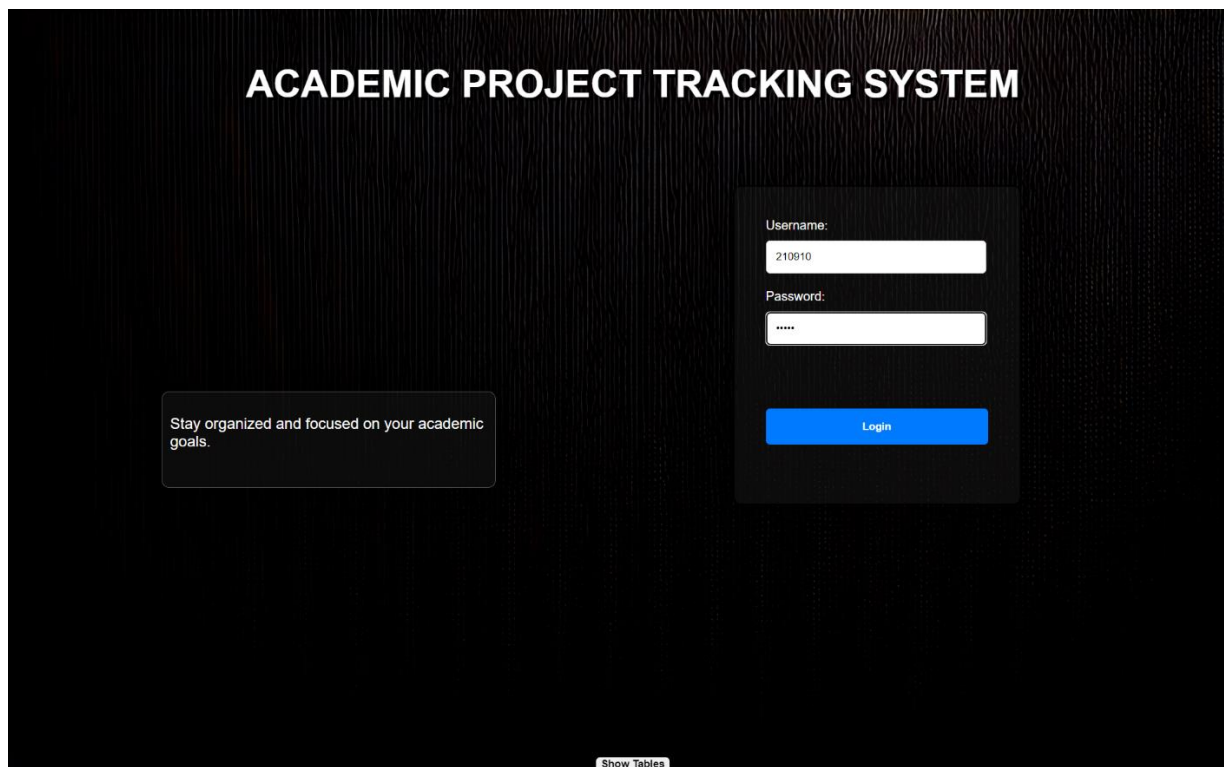 ACADEMIC PROJECT TRACKING SYSTEM
Username:
210910
Password:
•••••
Stay organized and focused on your academic
goals.
Login
Show Tables